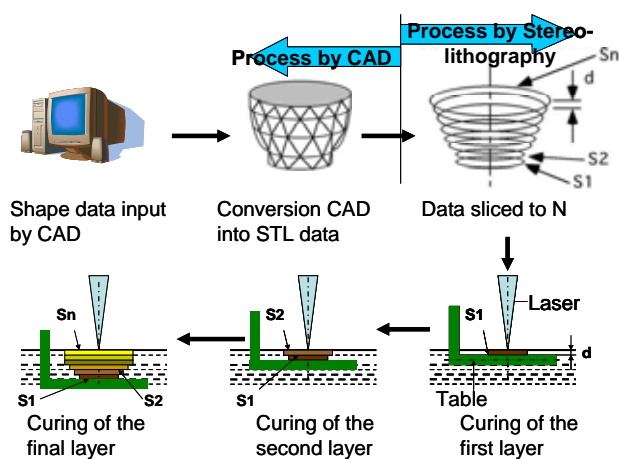 Process by CAD
Process by Stereo-
lithography
Sn
d
S2
S1
Shape data input
by CAD
Conversion CAD
into STL data
Data sliced to N
Sn
S1
S2
Curing of the
final layer
S2
S1
Curing of the
second layer
Laser
S1
d
Table
Curing of the
first layer